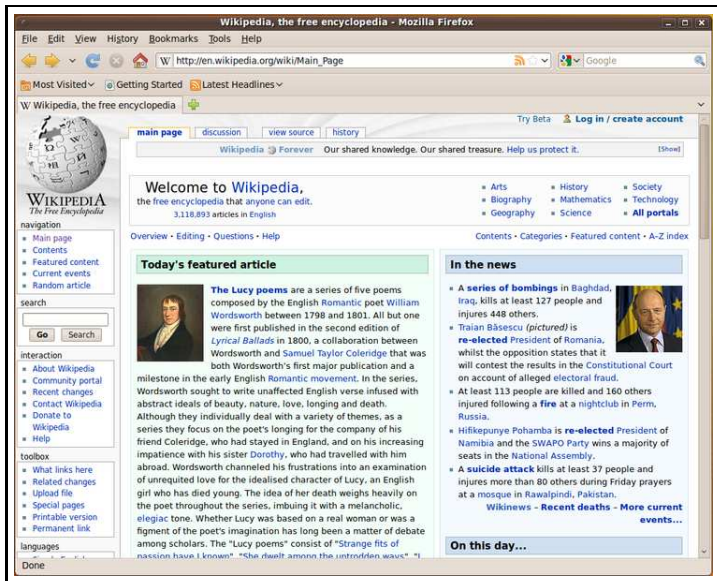 Wikipedia, the free encyclopedia - Mozilla Firefox
File Edit View History Bookmarks Tools Help
W http://en.wikipedia.org/wiki/Main_Page
Google
Most Visited Getting Started Latest Headlines
W Wikipedia, the free encyclopedia
Try Beta Log in / create account
main page discussion view source history
Wikipedia Forever Our shared knowledge. Our shared treasure. Help us protect it. [Show]
WIKIPEDIA
The Free Encyclopedia
navigation
Main page
Contents
Featured content
Current events
Random article
search
Go Search
interaction
About Wikipedia
Community portal
Recent changes
Contact Wikipedia
Donate to
Wikipedia
Help
toolbox
What links here
Related changes
Upload file
Special pages
Printable version
Permanent link
languages
Welcome to Wikipedia,
the free encyclopedia that anyone can edit.
3,118,893 articles in English
Arts History Society
Biography Mathematics Technology
Geography Science All portals
Overview · Editing · Questions · Help
Contents · Categories · Featured content · A–Z index
Today's featured article
The Lucy poems are a series of five poems
composed by the English Romantic poet William
Wordsworth between 1798 and 1801. All but one
were first published in the second edition of
Lyrical Ballads in 1800, a collaboration between
Wordsworth and Samuel Taylor Coleridge that was
both Wordsworth's first major publication and a
milestone in the early English Romantic movement. In the series,
Wordsworth sought to write unaffected English verse infused with
abstract ideals of beauty, nature, love, longing and death.
Although they individually deal with a variety of themes, as a
series they focus on the poet's longing for the company of his
friend Coleridge, who had stayed in England, and on his increasing
impatience with his sister Dorothy, who had travelled with him
abroad. Wordsworth channeled his frustrations into an examination
of unrequited love for the idealised character of Lucy, an English
girl who has died young. The idea of her death weighs heavily on
the poet throughout the series, imbuing it with a melancholic,
elegiac tone. Whether Lucy was based on a real woman or was a
figment of the poet's imagination has long been a matter of debate
among scholars. The "Lucy poems" consist of "Strange fits of
passion have I known", "She dwelt among the untrodden ways", "I
In the news
A series of bombings in Baghdad,
Iraq, kills at least 127 people and
injures 448 others.
Traian Băsescu (pictured) is
re-elected President of Romania,
whilst the opposition states that it
will contest the results in the Constitutional Court
on account of alleged electoral fraud.
At least 113 people are killed and 160 others
injured following a fire at a nightclub in Perm,
Russia.
Hifikepunye Pohamba is re-elected President of
Namibia and the SWAPO Party wins a majority of
seats in the National Assembly.
A suicide attack kills at least 37 people and
injures more than 80 others during Friday prayers
at a mosque in Rawalpindi, Pakistan.
Wikinews – Recent deaths – More current
events...
On this day...
Done